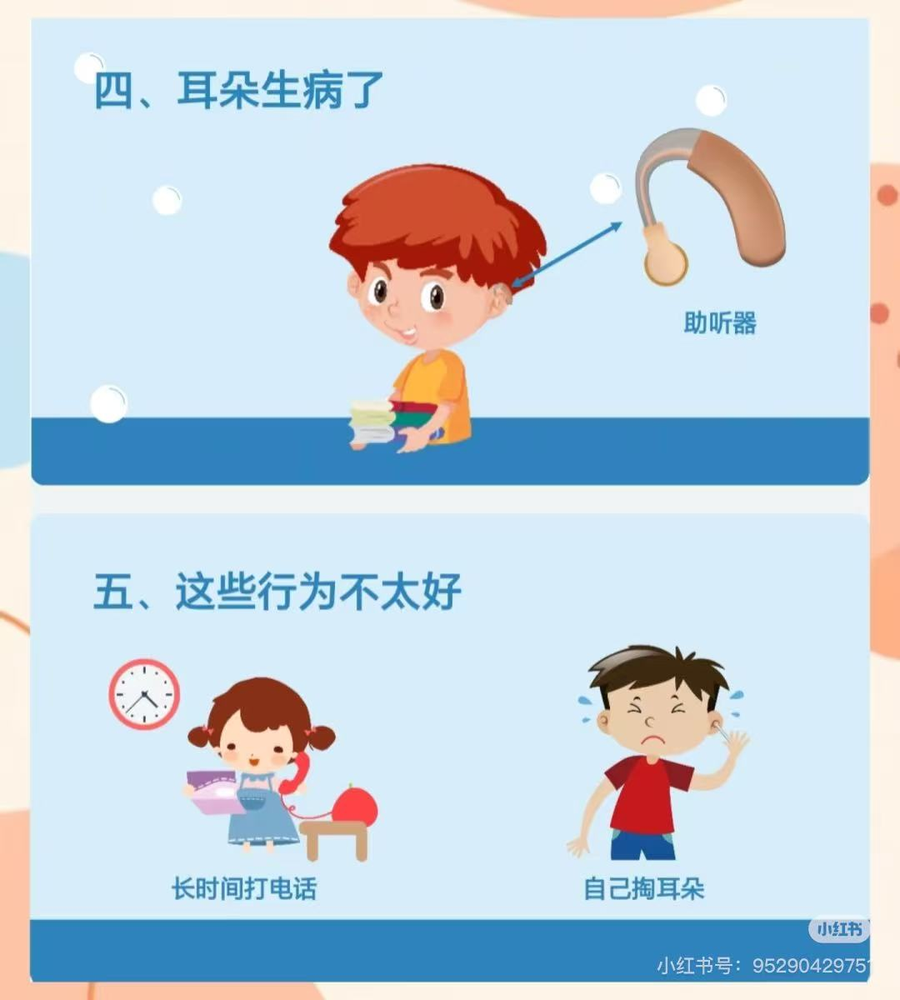 四、耳朵生病了
助听器
五、这些行为不太好
长时间打电话
自己掏耳朵
小红书
小红书号：95290429751